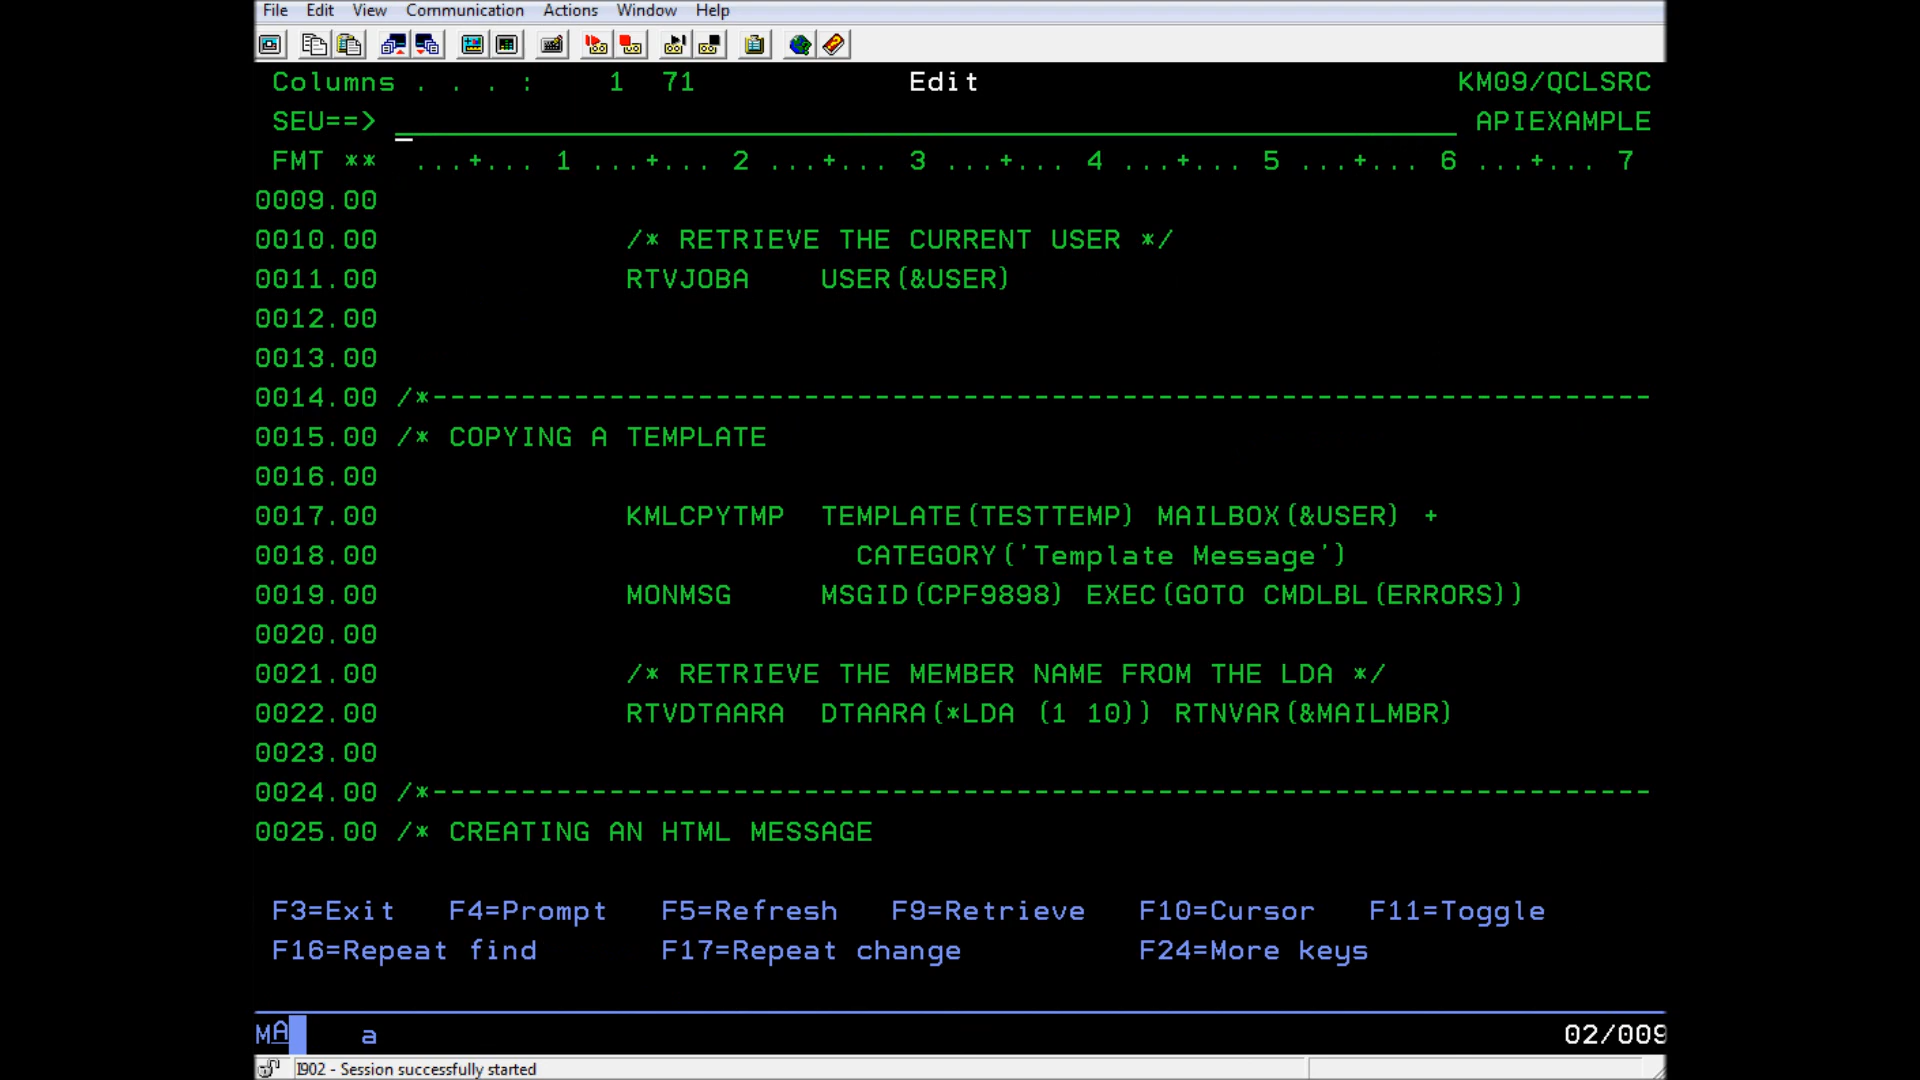 File Edit View Communication Actions Window Help
Columns . . . :    1  71            Edit                           KM09/QCLSRC
SEU==>                                                              APIEXAMPLE
FMT **  ...+... 1 ...+... 2 ...+... 3 ...+... 4 ...+... 5 ...+... 6 ...+... 7
0009.00
0010.00              /* RETRIEVE THE CURRENT USER */
0011.00              RTVJOBA    USER(&USER)
0012.00
0013.00
0014.00 /*---------------------------------------------------------------------
0015.00 /* COPYING A TEMPLATE
0016.00
0017.00              KMLCPYTMP  TEMPLATE(TESTTEMP) MAILBOX(&USER) +
0018.00                           CATEGORY('Template Message')
0019.00              MONMSG     MSGID(CPF9898) EXEC(GOTO CMDLBL(ERRORS))
0020.00
0021.00              /* RETRIEVE THE MEMBER NAME FROM THE LDA */
0022.00              RTVDTAARA  DTAARA(*LDA (1 10)) RTNVAR(&MAILMBR)
0023.00
0024.00 /*---------------------------------------------------------------------
0025.00 /* CREATING AN HTML MESSAGE
F3=Exit   F4=Prompt   F5=Refresh   F9=Retrieve   F10=Cursor   F11=Toggle
F16=Repeat find       F17=Repeat change          F24=More keys
MA    a                                                                  02/009
I902 - Session successfully started